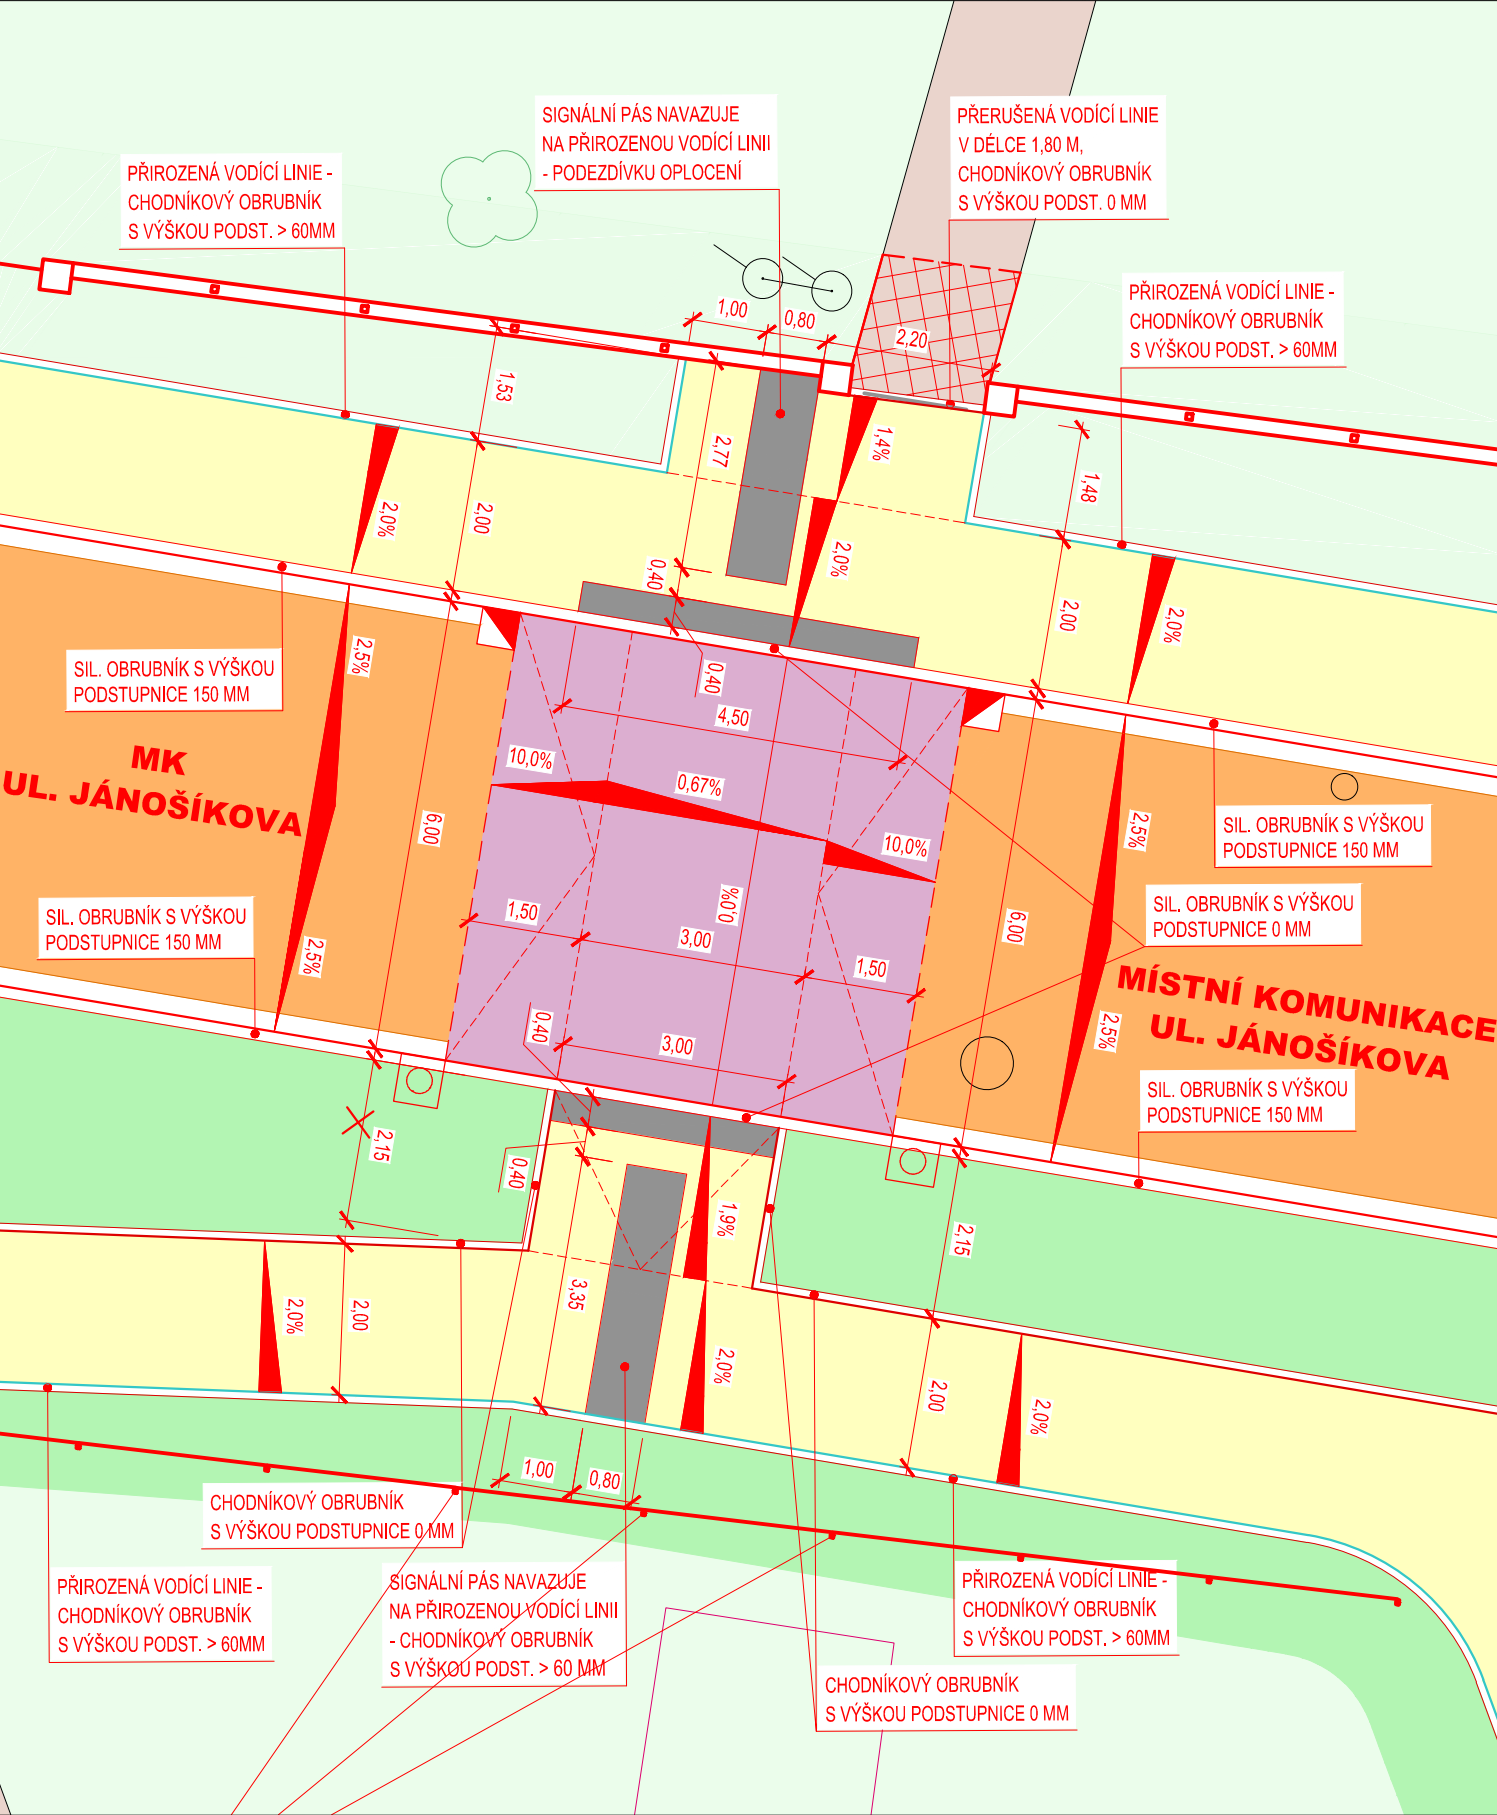 SIGNÁLNÍ PÁS NAVAZUJE
NA PŘIROZENOU VODÍCÍ LINII
- PODEZDÍVKU OPLOCENÍ
PŘERUŠENÁ VODÍCÍ LINIE
V DÉLCE 1,80 M,
CHODNÍKOVÝ OBRUBNÍK
S VÝŠKOU PODST. 0 MM
PŘIROZENÁ VODÍCÍ LINIE -
CHODNÍKOVÝ OBRUBNÍK
S VÝŠKOU PODST. > 60MM
PŘIROZENÁ VODÍCÍ LINIE -
CHODNÍKOVÝ OBRUBNÍK
S VÝŠKOU PODST. > 60MM
1,00
0,80
2,20
1,53
2,77
1,4%
1,48
2,0%
2,00
0,40
2,0%
2,00
2,0%
2,5%
SIL. OBRUBNÍK S VÝŠKOU
PODSTUPNICE 150 MM
0,40
4,50
MK
UL. JÁNOŠÍKOVA
10,0%
0,67%
6,00
10,0%
2,5%
SIL. OBRUBNÍK S VÝŠKOU
PODSTUPNICE 150 MM
SIL. OBRUBNÍK S VÝŠKOU
PODSTUPNICE 150 MM
2,5%
1,50
0,0%
3,00
1,50
6,00
SIL. OBRUBNÍK S VÝŠKOU
PODSTUPNICE 0 MM
MÍSTNÍ KOMUNIKACE
UL. JÁNOŠÍKOVA
0,40
3,00
2,5%
SIL. OBRUBNÍK S VÝŠKOU
PODSTUPNICE 150 MM
2,15
0,40
1,9%
2,15
2,0%
2,00
3,35
2,0%
2,00
2,0%
1,00
0,80
CHODNÍKOVÝ OBRUBNÍK
S VÝŠKOU PODSTUPNICE 0 MM
PŘIROZENÁ VODÍCÍ LINIE -
CHODNÍKOVÝ OBRUBNÍK
S VÝŠKOU PODST. > 60MM
SIGNÁLNÍ PÁS NAVAZUJE
NA PŘIROZENOU VODÍCÍ LINII
- CHODNÍKOVÝ OBRUBNÍK
S VÝŠKOU PODST. > 60 MM
PŘIROZENÁ VODÍCÍ LINIE -
CHODNÍKOVÝ OBRUBNÍK
S VÝŠKOU PODST. > 60MM
CHODNÍKOVÝ OBRUBNÍK
S VÝŠKOU PODSTUPNICE 0 MM